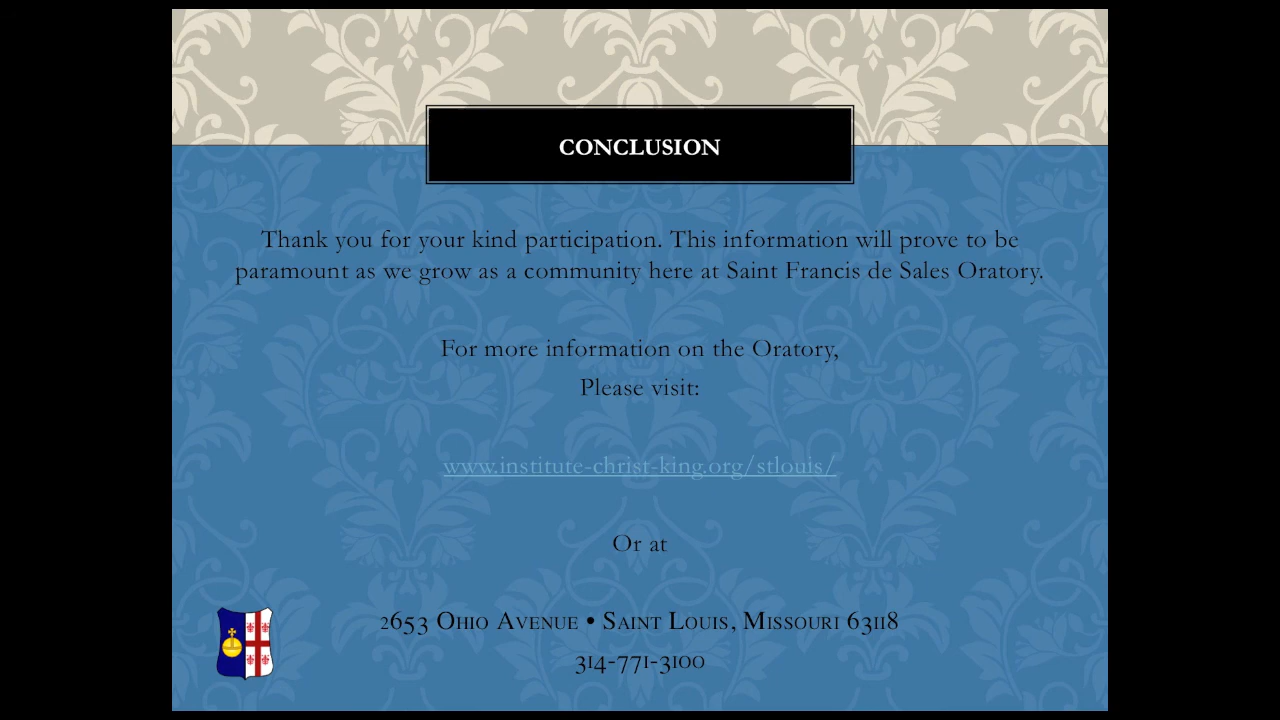 CONCLUSION
Thank you for your kind participation. This information will prove to be
paramount as we grow as a community here at Saint Francis de Sales Oratory.
For more information on the Oratory,
Please visit:
www.institute-christ-king.org/stlouis/
Or at
2653 Ohio Avenue • Saint Louis, Missouri 63118
314-771-3100